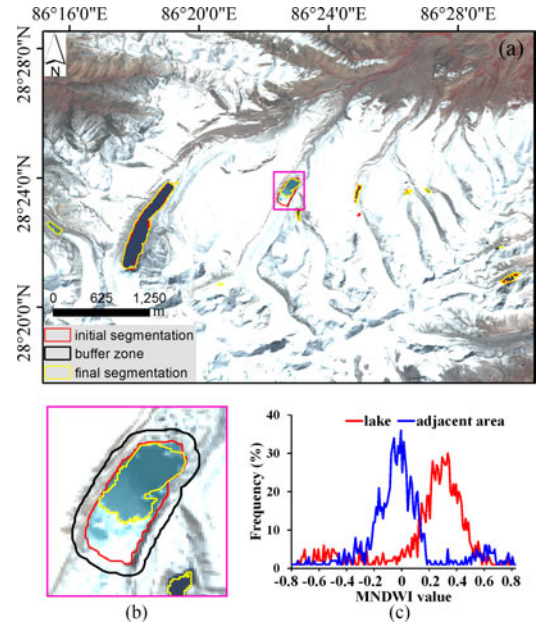 86°16'0"E 86°20'0"E 86°24'0"E 86°28'0"E
28°28'0"N
(a)
N
28°24'0"N
0 625 1,250
m
28°20'0"N
initial segmentation
buffer zone
final segmentation
lake adjacent area
40
30
20
10
0
Frequency (%)
-0.8 -0.6 -0.4 -0.2 0 0.2 0.4 0.6 0.8
MNDWI value
(b) (c)